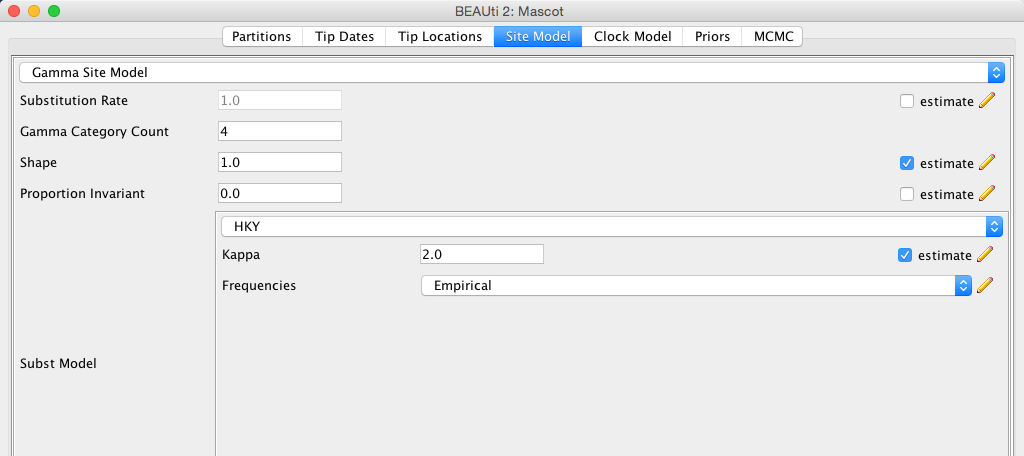 BEAUti 2: Mascot
Partitions Tip Dates Tip Locations Site Model Clock Model Priors MCMC
Gamma Site Model
Substitution Rate 1.0 estimate
Gamma Category Count 4
Shape 1.0 estimate
Proportion Invariant 0.0 estimate
HKY
Kappa 2.0 estimate
Frequencies Empirical
Subst Model